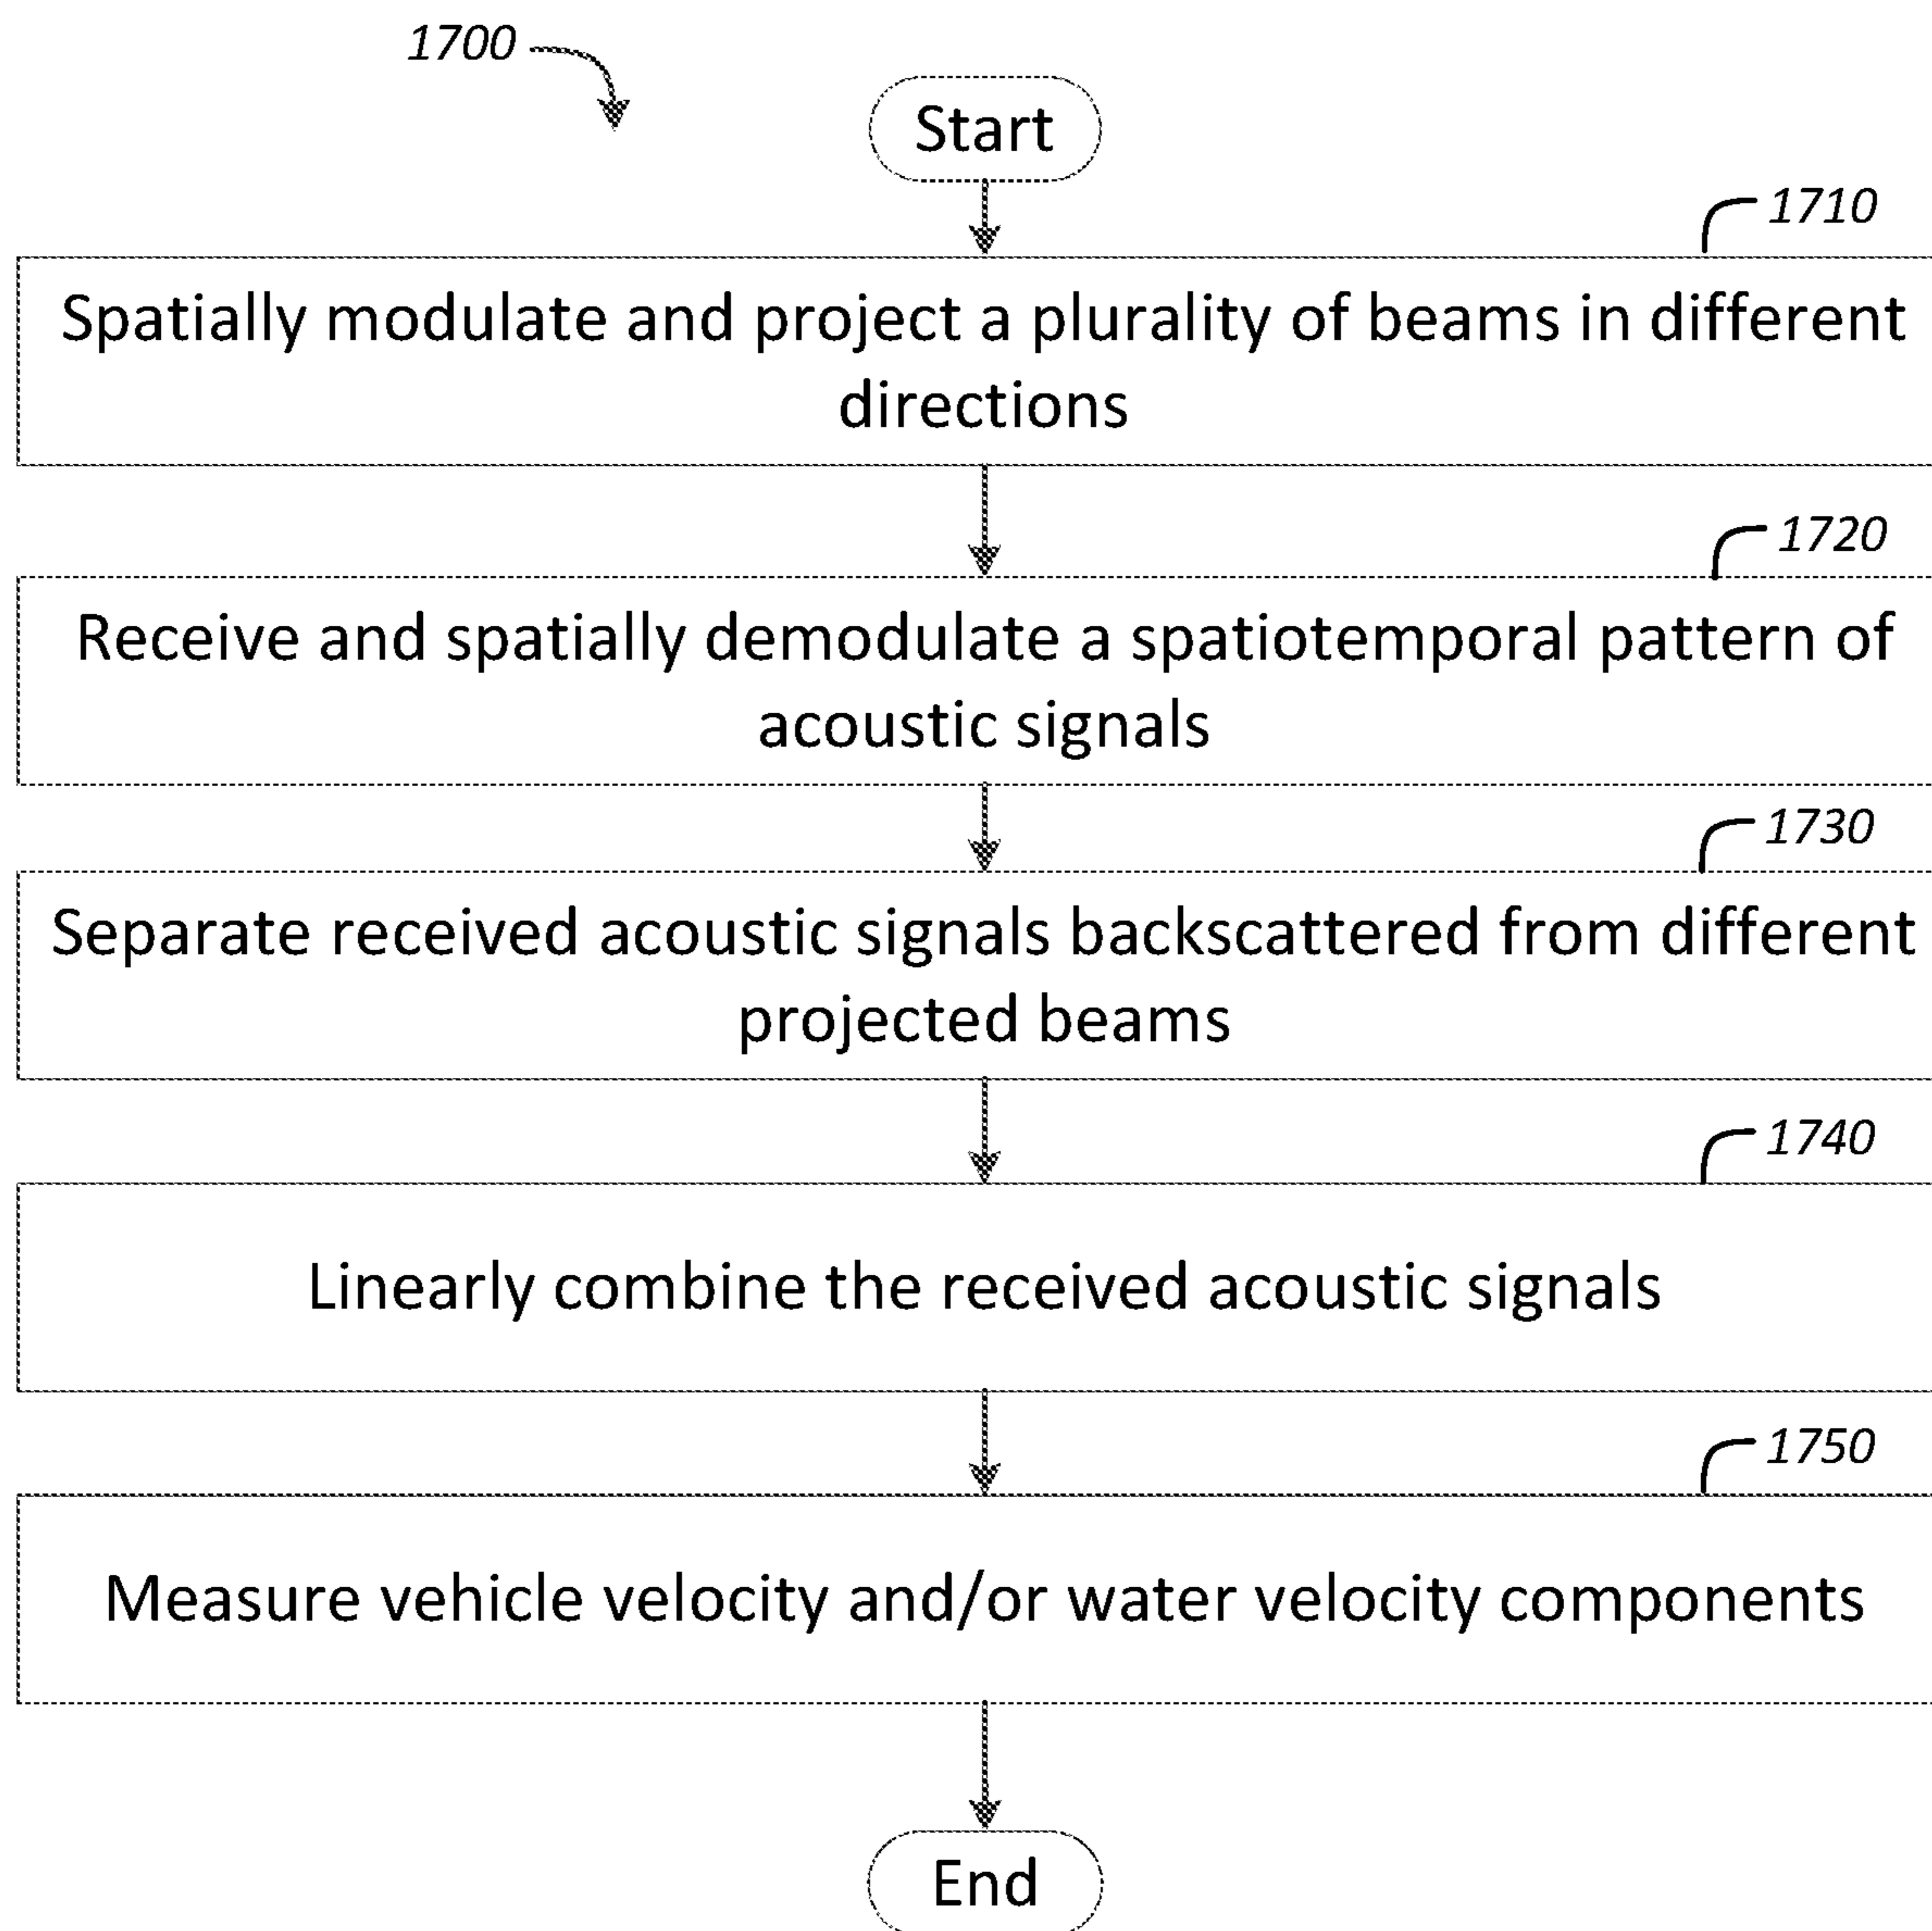 1700
Start
1710
Spatially modulate and project a plurality of beams in different
directions
1720
Receive and spatially demodulate a spatiotemporal pattern of
acoustic signals
1730
Separate received acoustic signals backscattered from different
projected beams
1740
Linearly combine the received acoustic signals
1750
Measure vehicle velocity and/or water velocity components
End